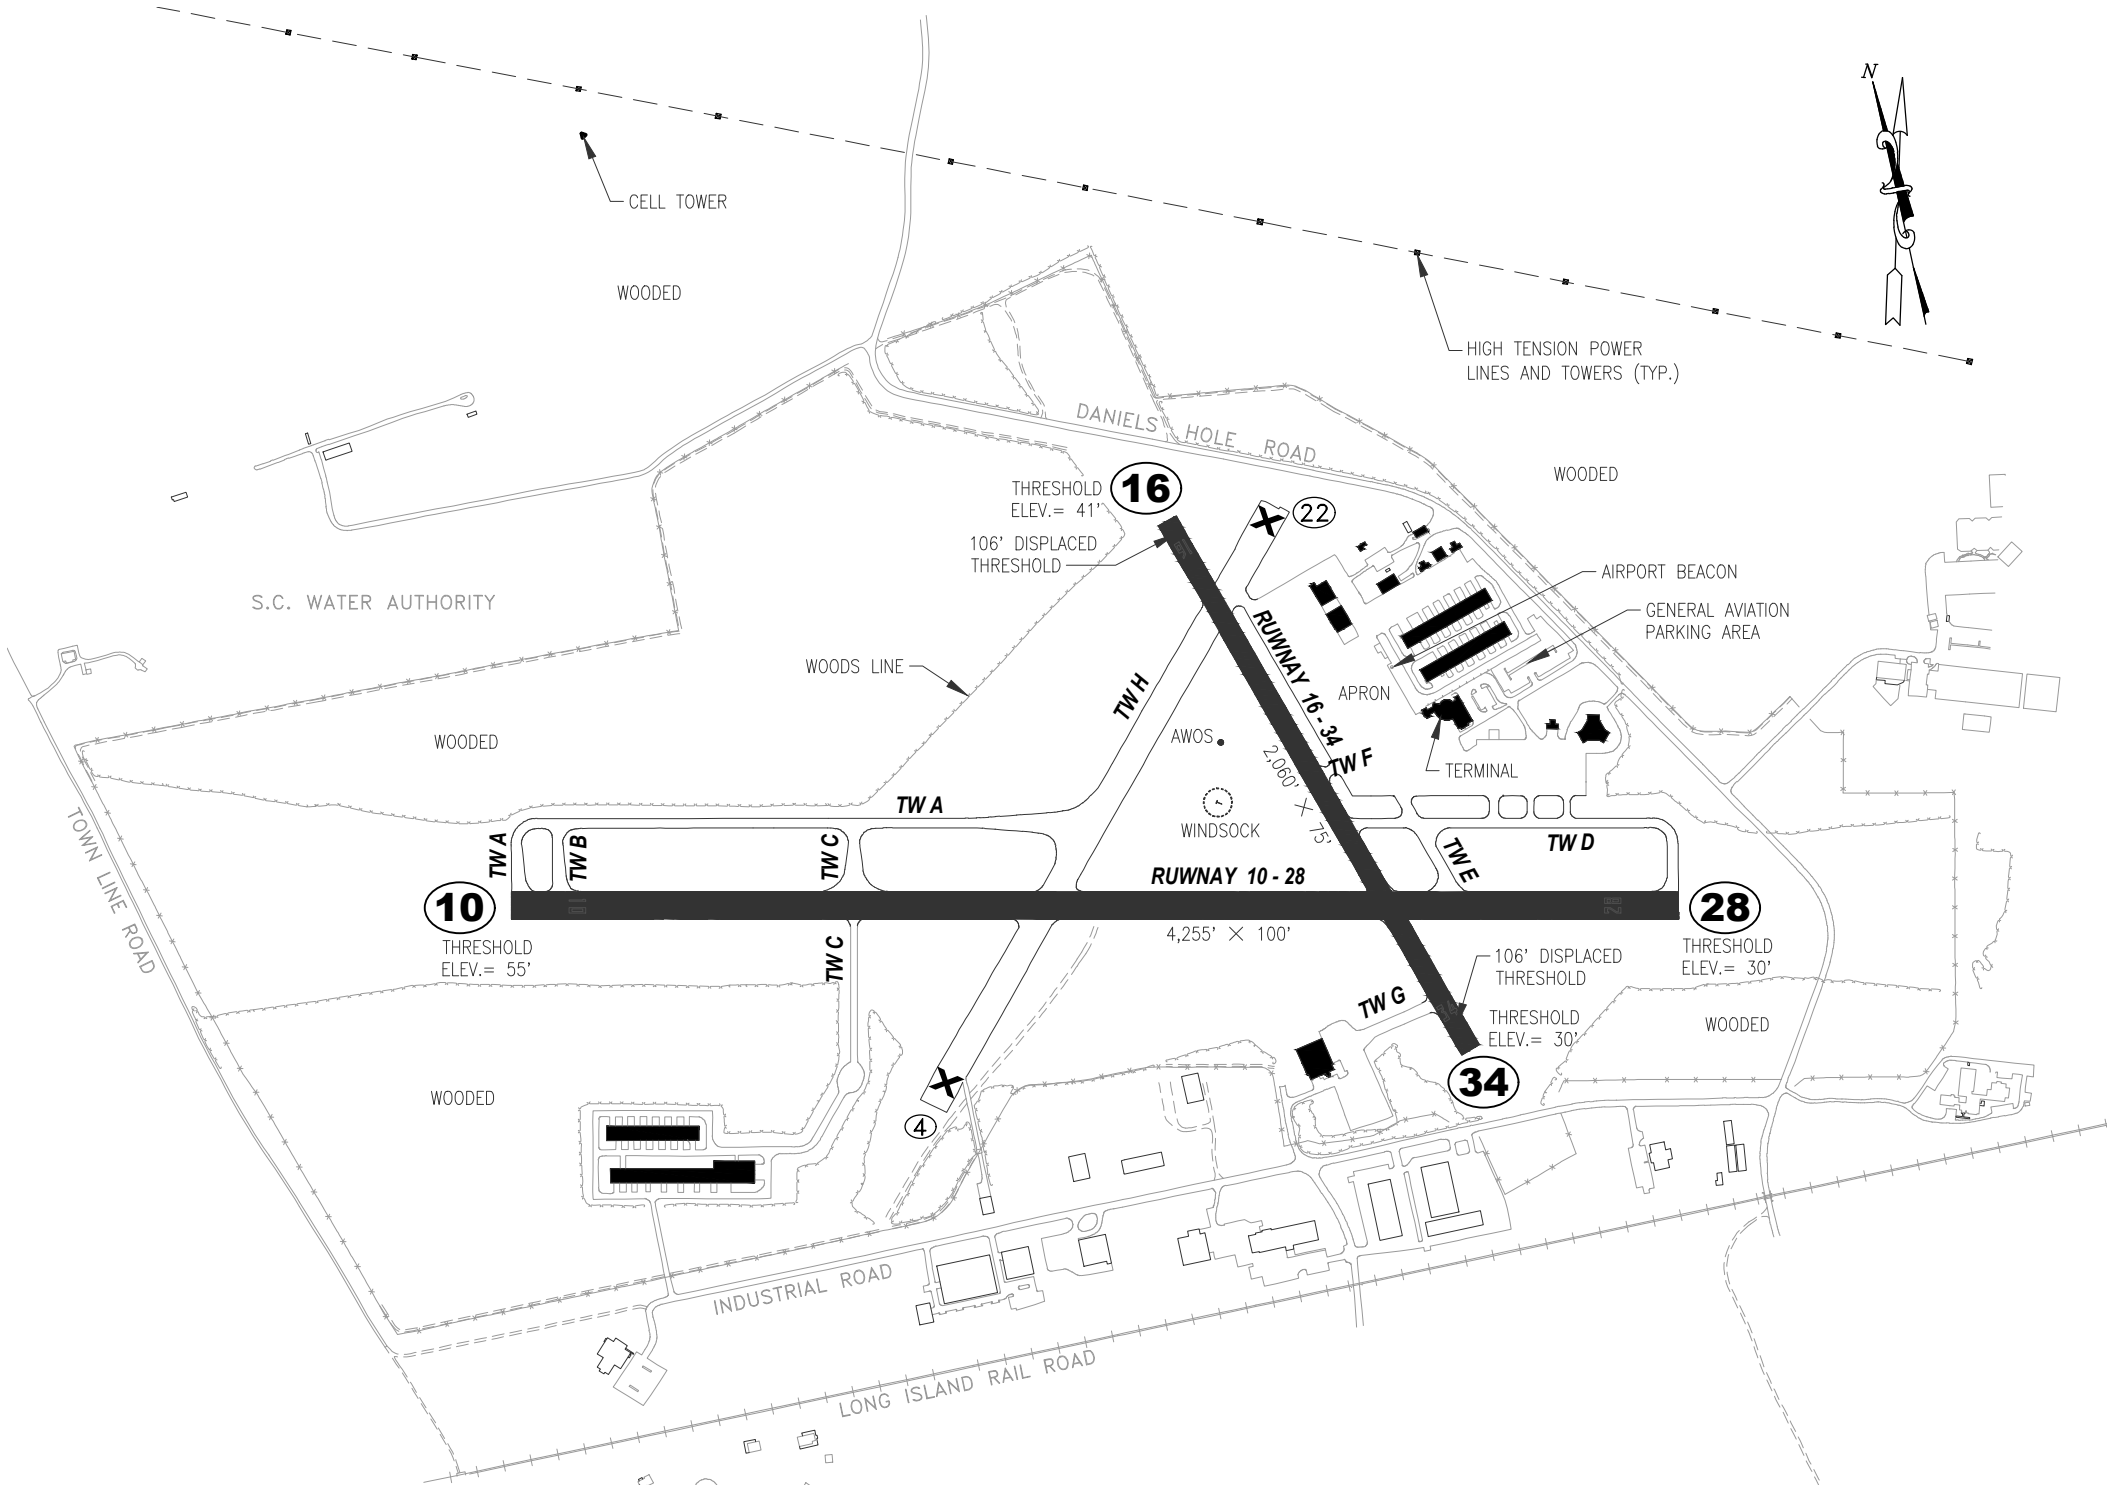 N
CELL TOWER
WOODED
HIGH TENSION POWER
LINES AND TOWERS (TYP.)
DANIELS HOLE ROAD
WOODED
THRESHOLD
ELEV.= 41'
16
22
106' DISPLACED
THRESHOLD
16
AIRPORT BEACON
S.C. WATER AUTHORITY
GENERAL AVIATION
PARKING AREA
WOODS LINE
RUWNAY 16 - 34
TW H
APRON
WOODED
AWOS
TW F
TERMINAL
2,060' X 75'
TW A
WINDSOCK
TOWN LINE ROAD
TW A
TW B
TW C
TW E
TW D
RUWNAY 10 - 28
10
10
28
28
THRESHOLD
ELEV.= 55'
TW C
4,255' X 100'
THRESHOLD
ELEV.= 30'
106' DISPLACED
THRESHOLD
TW G
34
THRESHOLD
ELEV.= 30'
WOODED
34
WOODED
4
INDUSTRIAL ROAD
LONG ISLAND RAIL ROAD